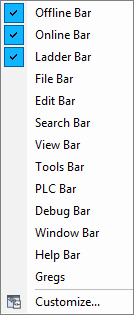 Offline Bar
Online Bar
Ladder Bar
File Bar
Edit Bar
Search Bar
View Bar
Tools Bar
PLC Bar
Debug Bar
Window Bar
Help Bar
Gregs
Customize...